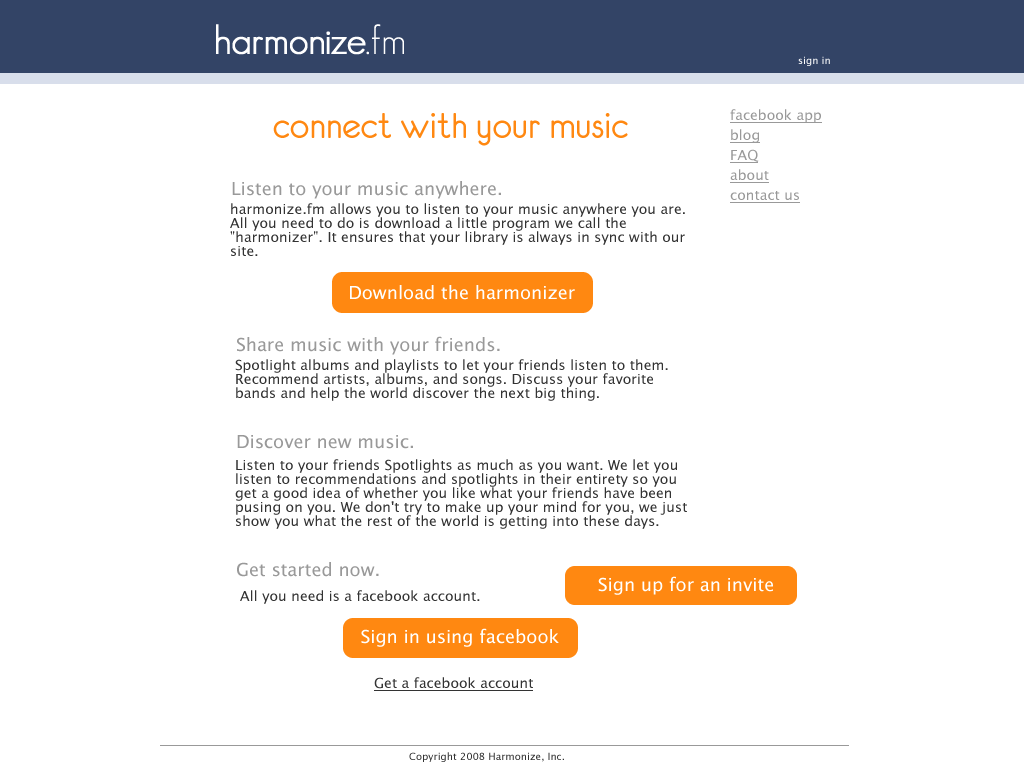 harmonize.fm
sign in
connect with your music
facebook app
blog
FAQ
about
contact us
Listen to your music anywhere.
harmonize.fm allows you to listen to your music anywhere you are.
All you need to do is download a little program we call the
"harmonizer". It ensures that your library is always in sync with our
site.
Download the harmonizer
Share music with your friends.
Spotlight albums and playlists to let your friends listen to them.
Recommend artists, albums, and songs. Discuss your favorite
bands and help the world discover the next big thing.
Discover new music.
Listen to your friends Spotlights as much as you want. We let you
listen to recommendations and spotlights in their entirety so you
get a good idea of whether you like what your friends have been
pusing on you. We don't try to make up your mind for you, we just
show you what the rest of the world is getting into these days.
Get started now.
All you need is a facebook account.
Sign up for an invite
Sign in using facebook
Get a facebook account
Copyright 2008 Harmonize, Inc.